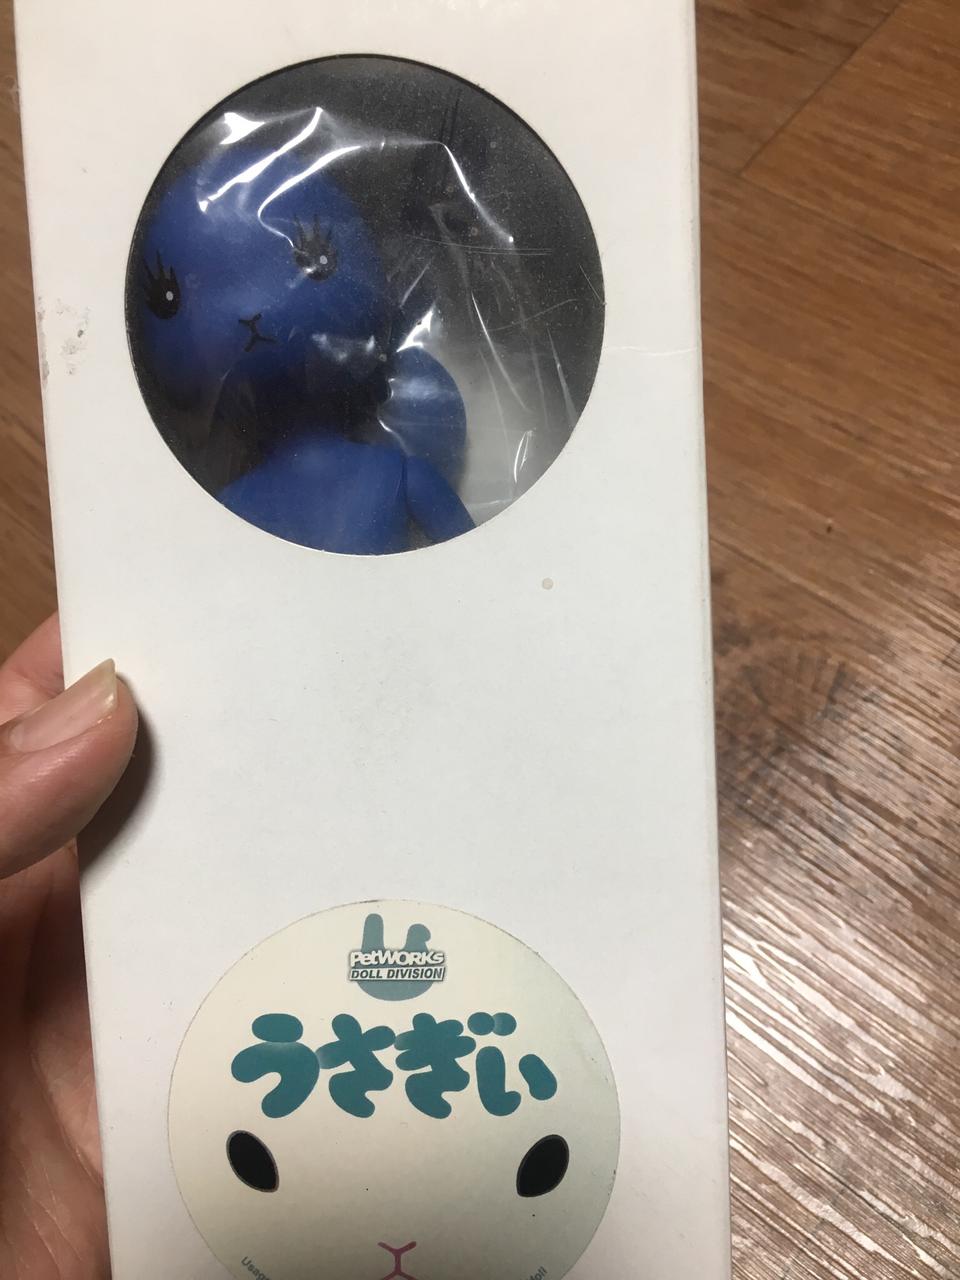 PetWORKs
DOLL DIVISION
うさぎい